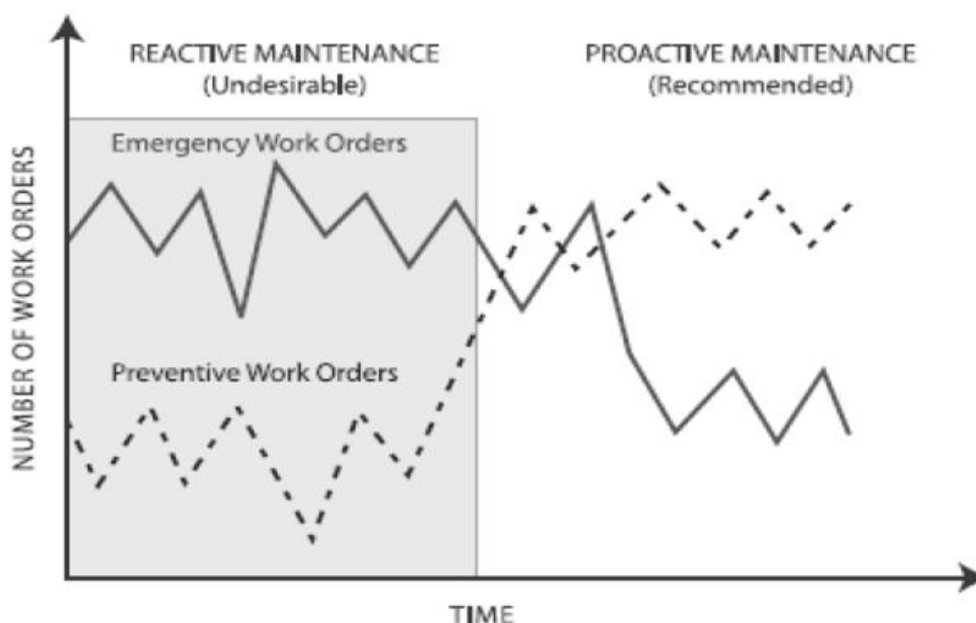 REACTIVE MAINTENANCE
(Undesirable)
PROACTIVE MAINTENANCE
(Recommended)
Emergency Work Orders
Preventive Work Orders
NUMBER OF WORK ORDERS
TIME